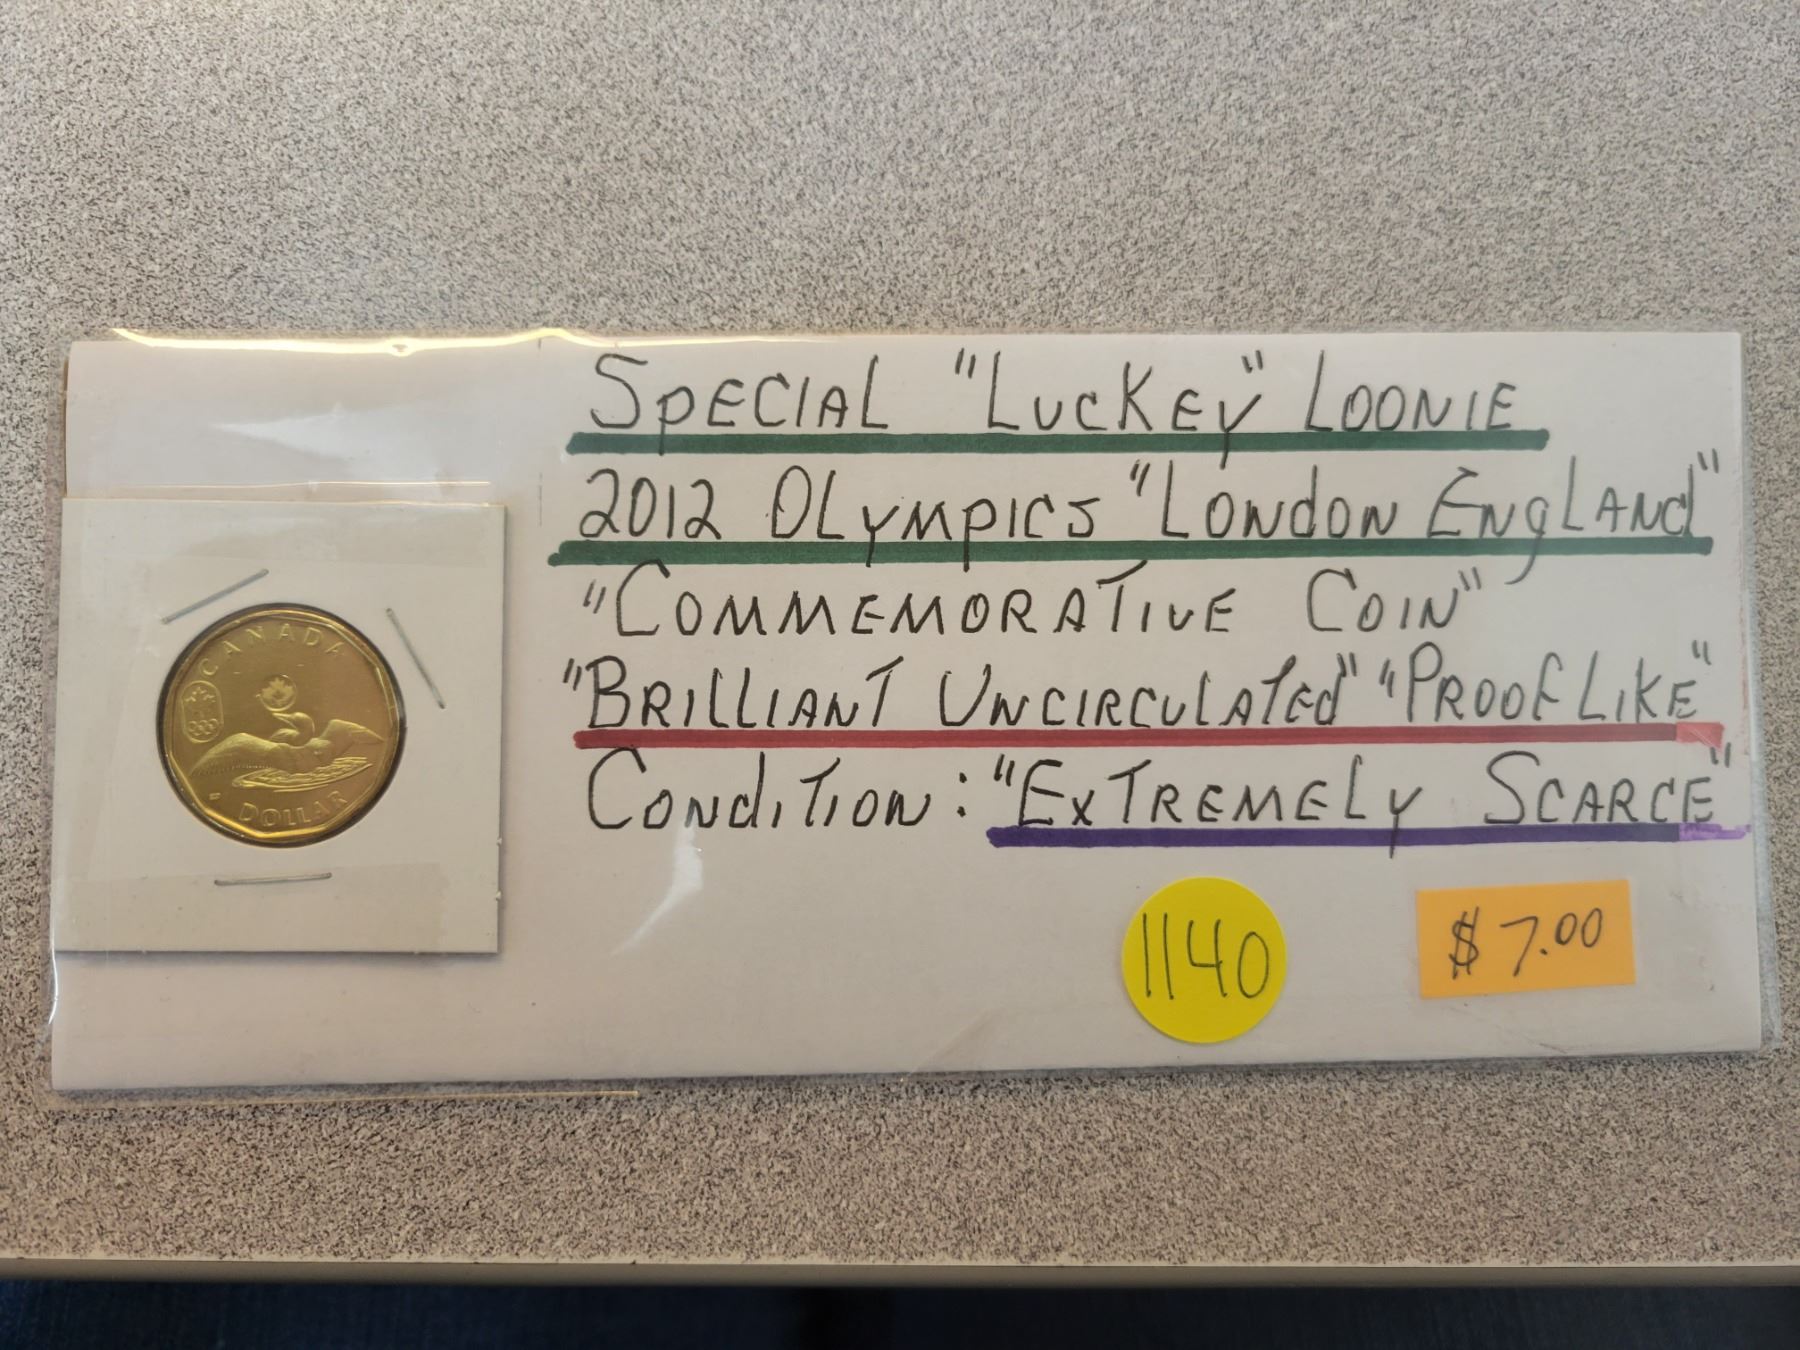 SPECIAL "LUCKEY" LOONIE
2012 OLYMPICS "LONDON ENGLAND"
"COMMEMORATIVE COIN"
"BRILLIANT UNCIRCULATED" "PROOF LIKE"
CONDITION: "EXTREMELY SCARCE"
1140
$7.00
CANADA
DOLLAR